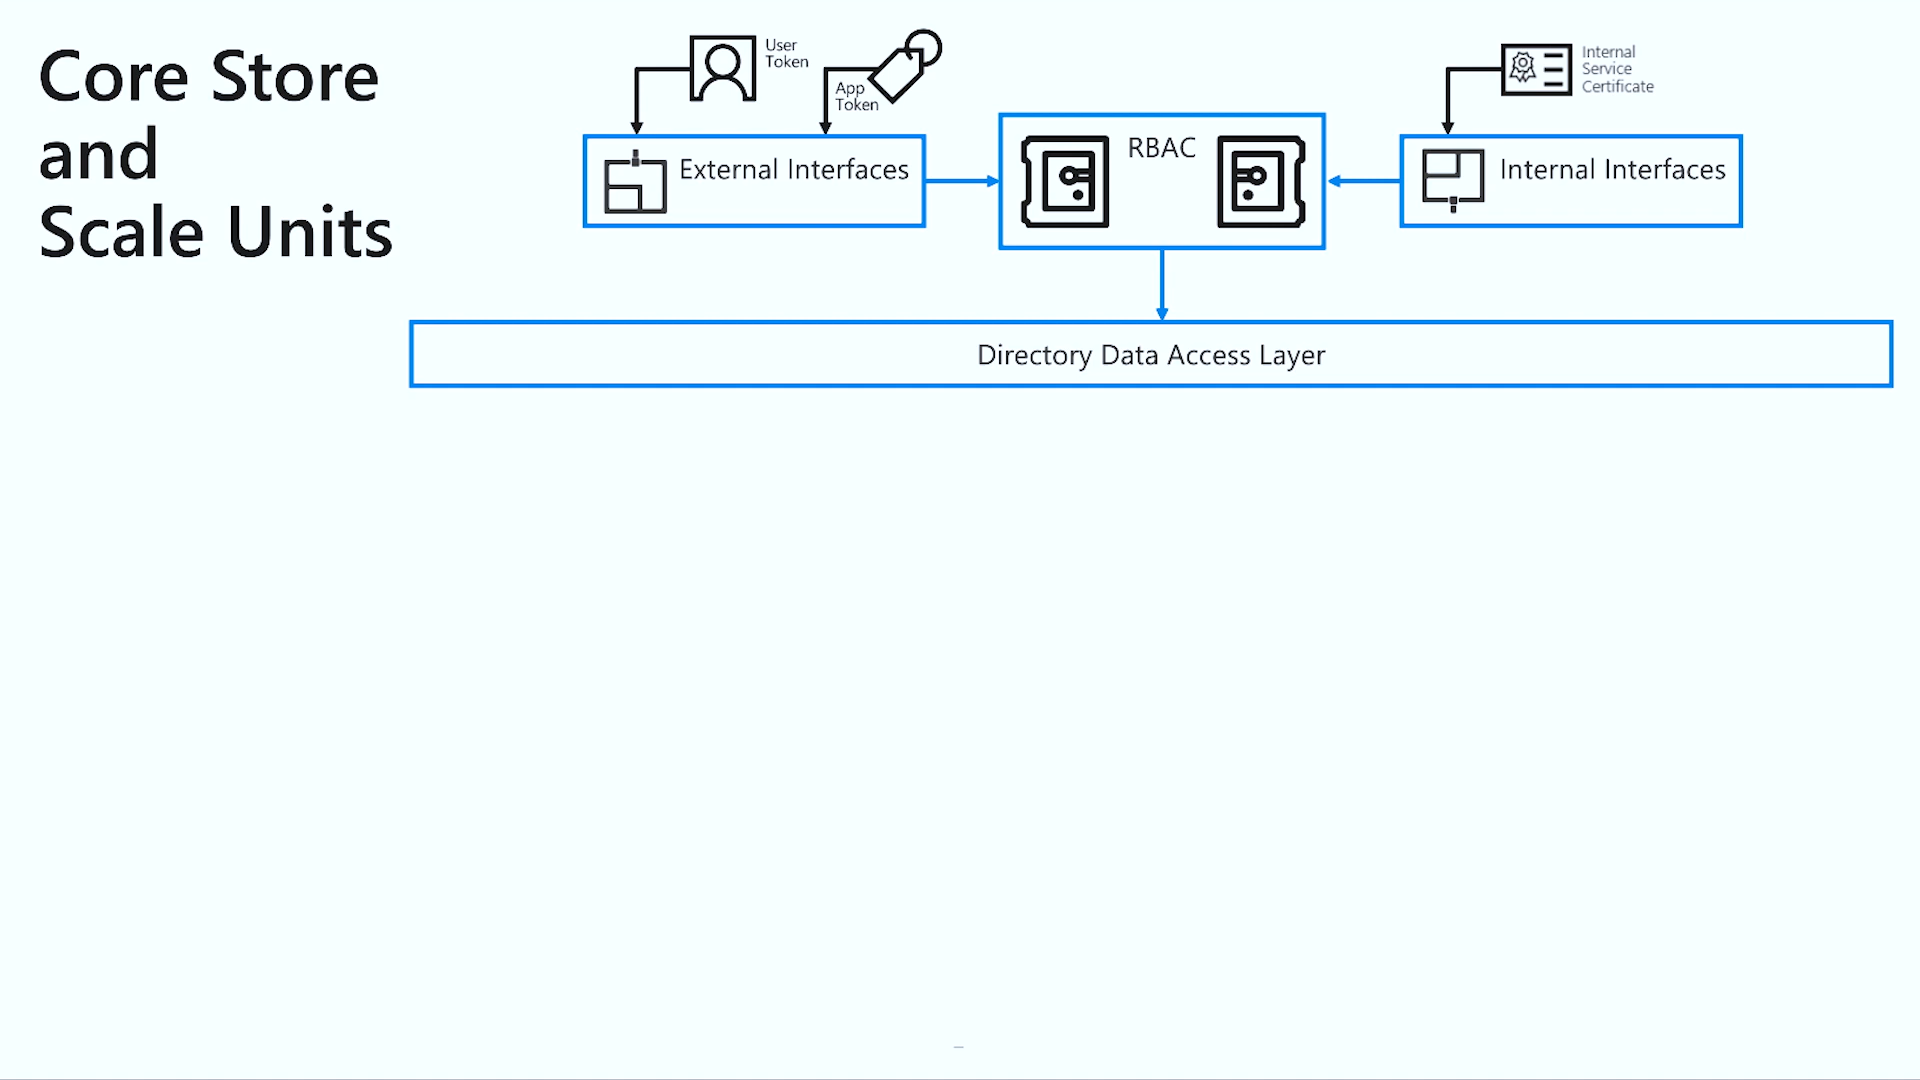 Core Store
and
Scale Units
User
Token
App
Token
Internal
Service
Certificate
External Interfaces
RBAC
Internal Interfaces
Directory Data Access Layer